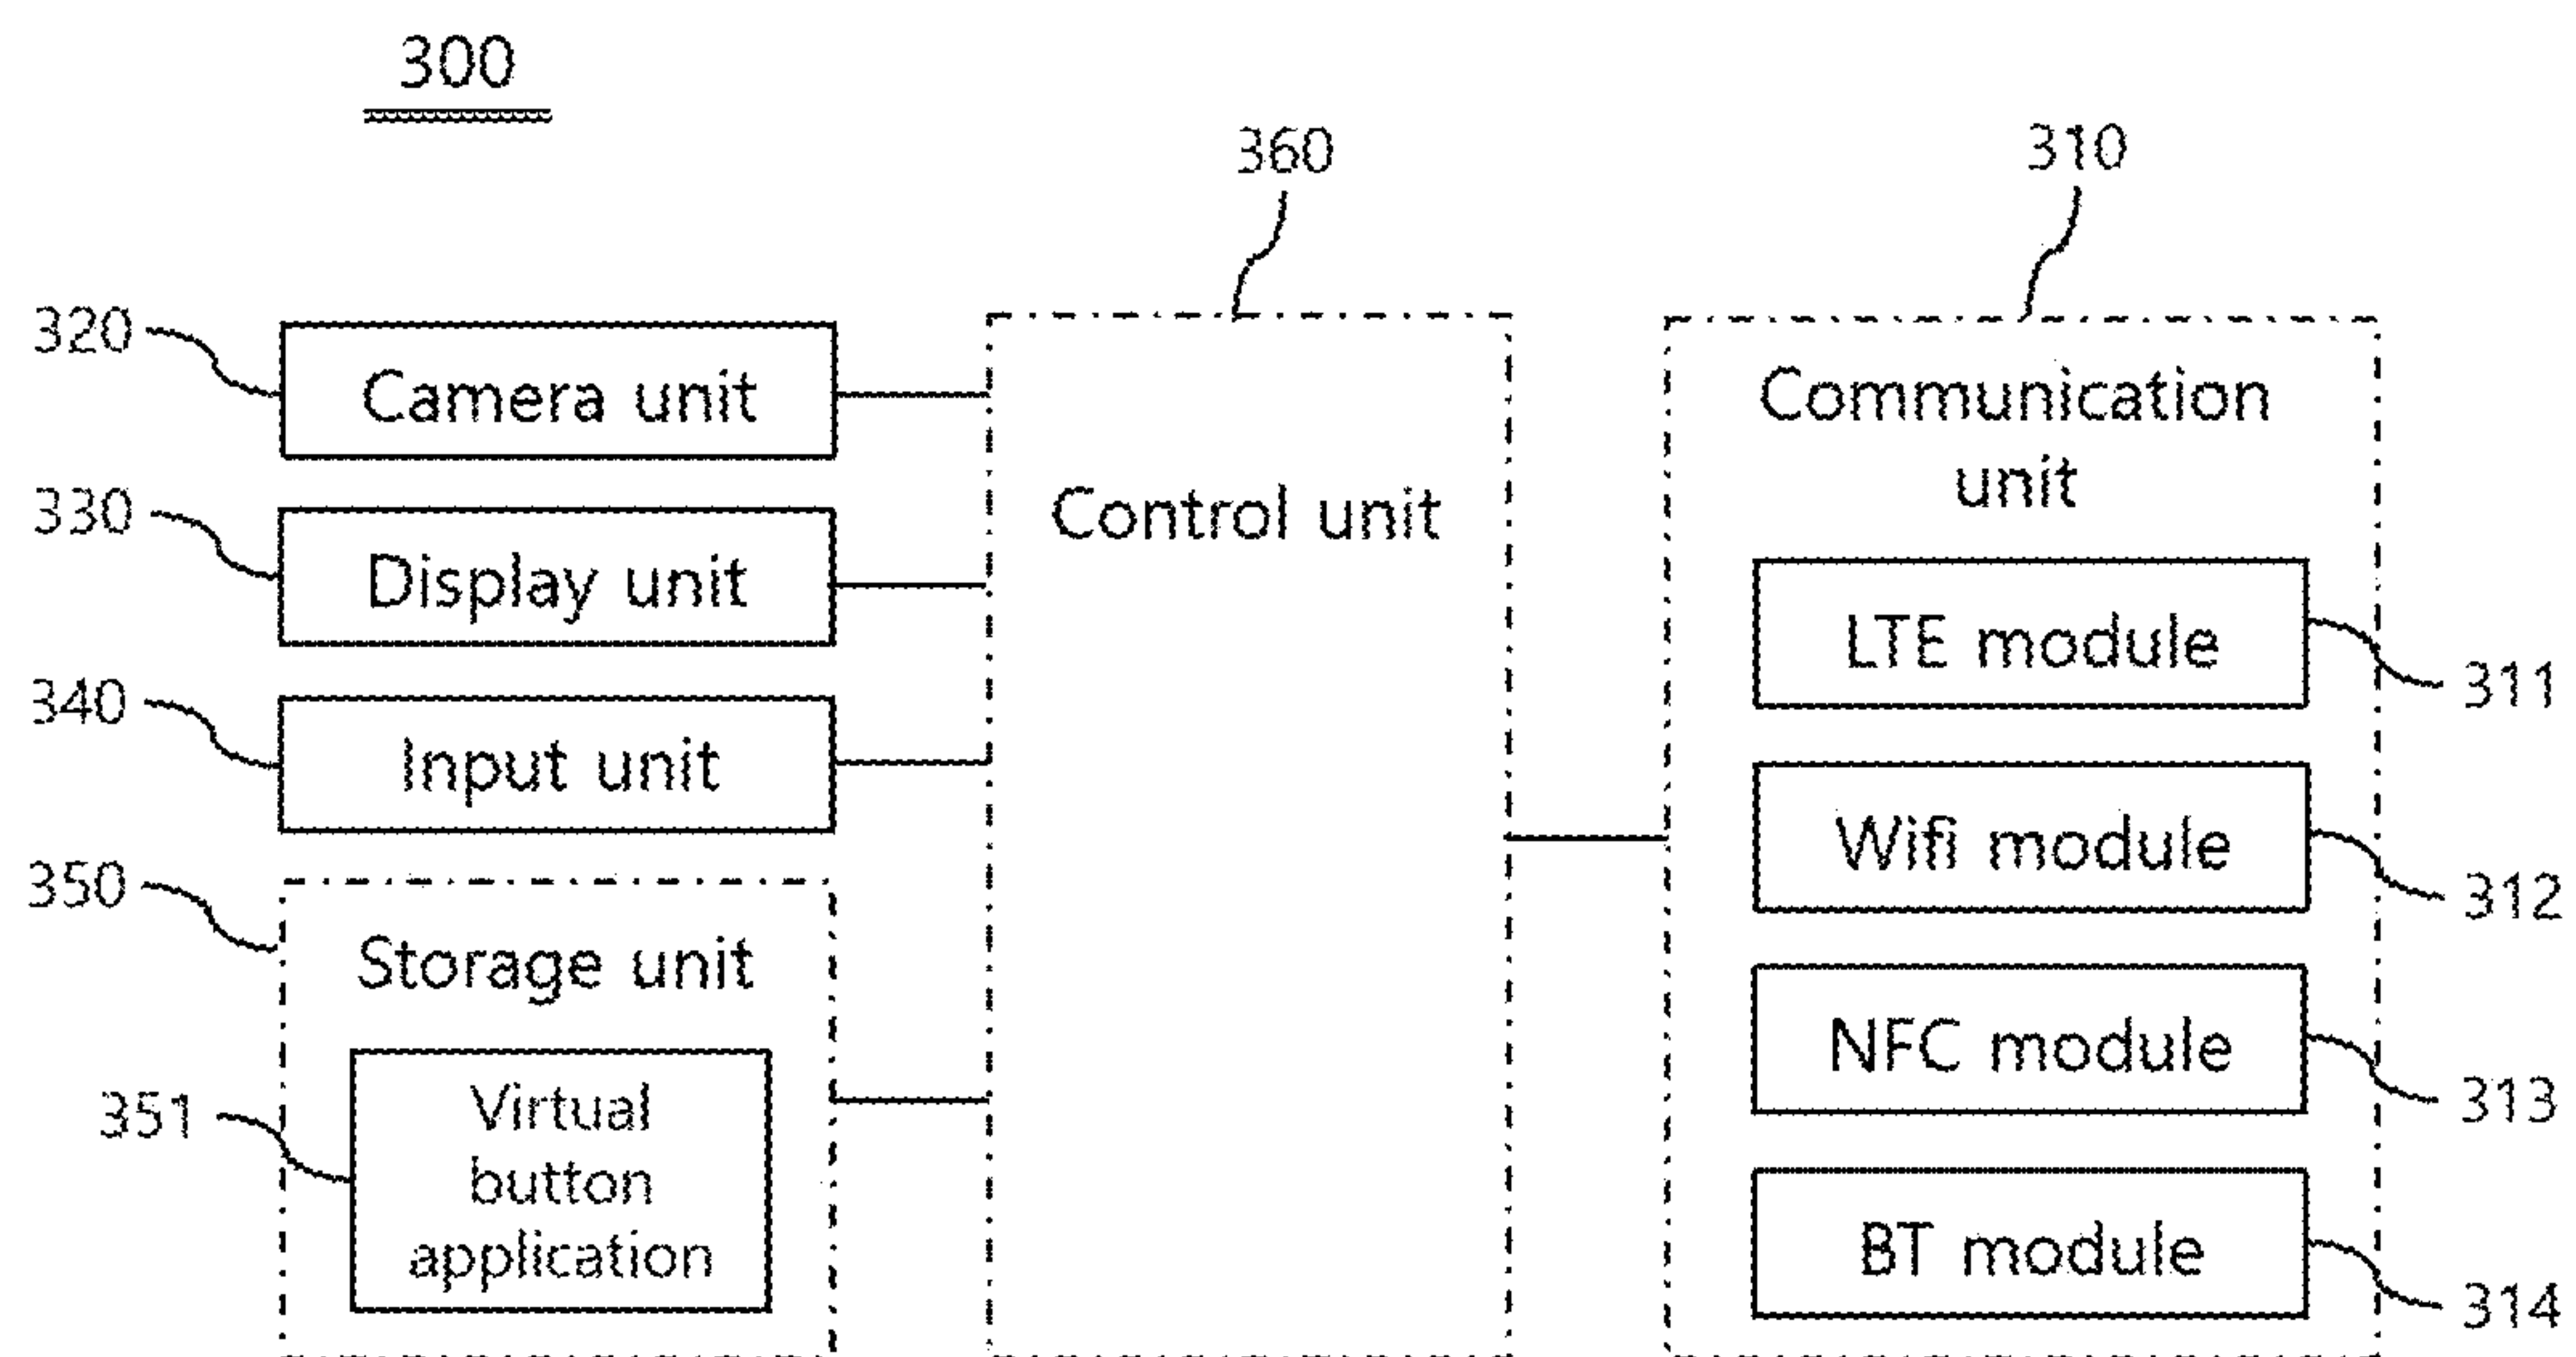 300
360
310
320
Camera unit
330
Display unit
340
Input unit
350
Storage unit
351
Virtual
button
application
Control unit
Communication
unit
LTE module
311
Wifi module
312
NFC module
313
BT module
314